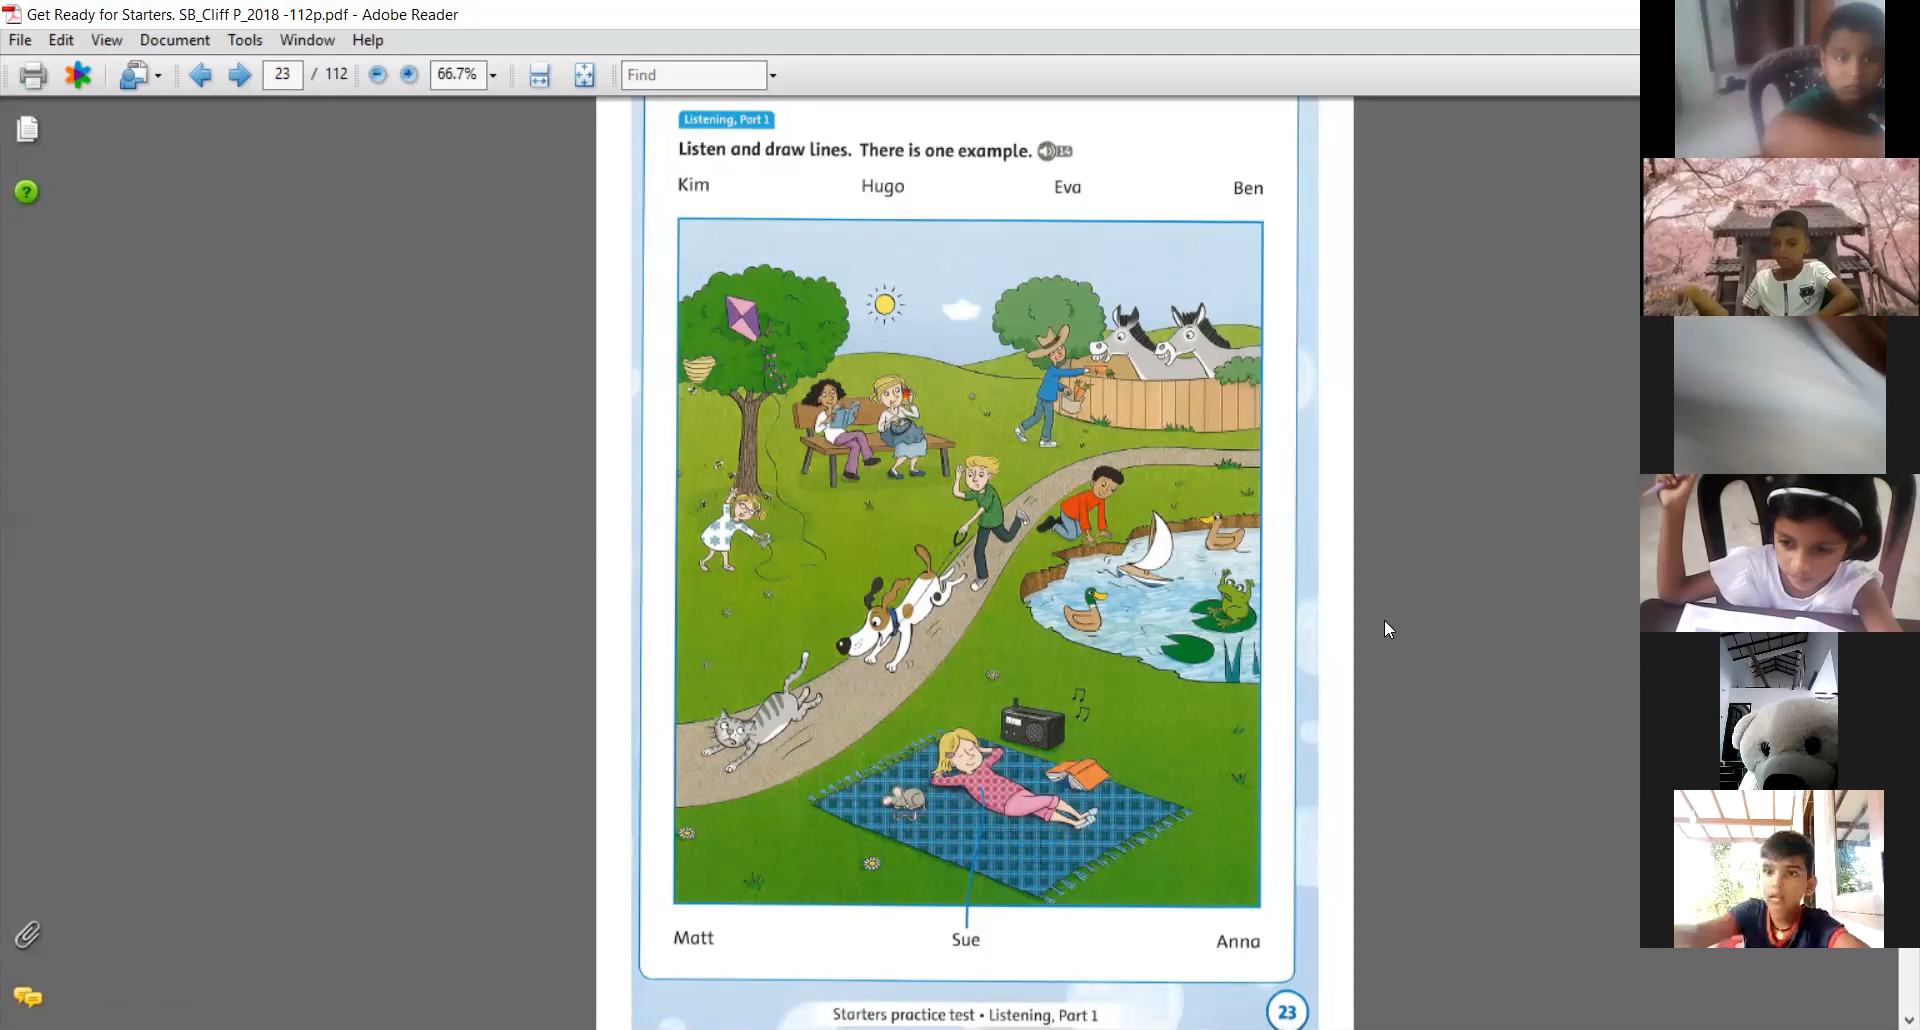 Get Ready for Starters. SB_Cliff P_2018 -112p.pdf - Adobe Reader
File Edit View Document Tools Window Help
23 / 112 66.7% Find
Listening, Part 1
Listen and draw lines. There is one example. 14
Kim Hugo Eva Ben
Matt Sue Anna
Starters practice test • Listening, Part 1 23